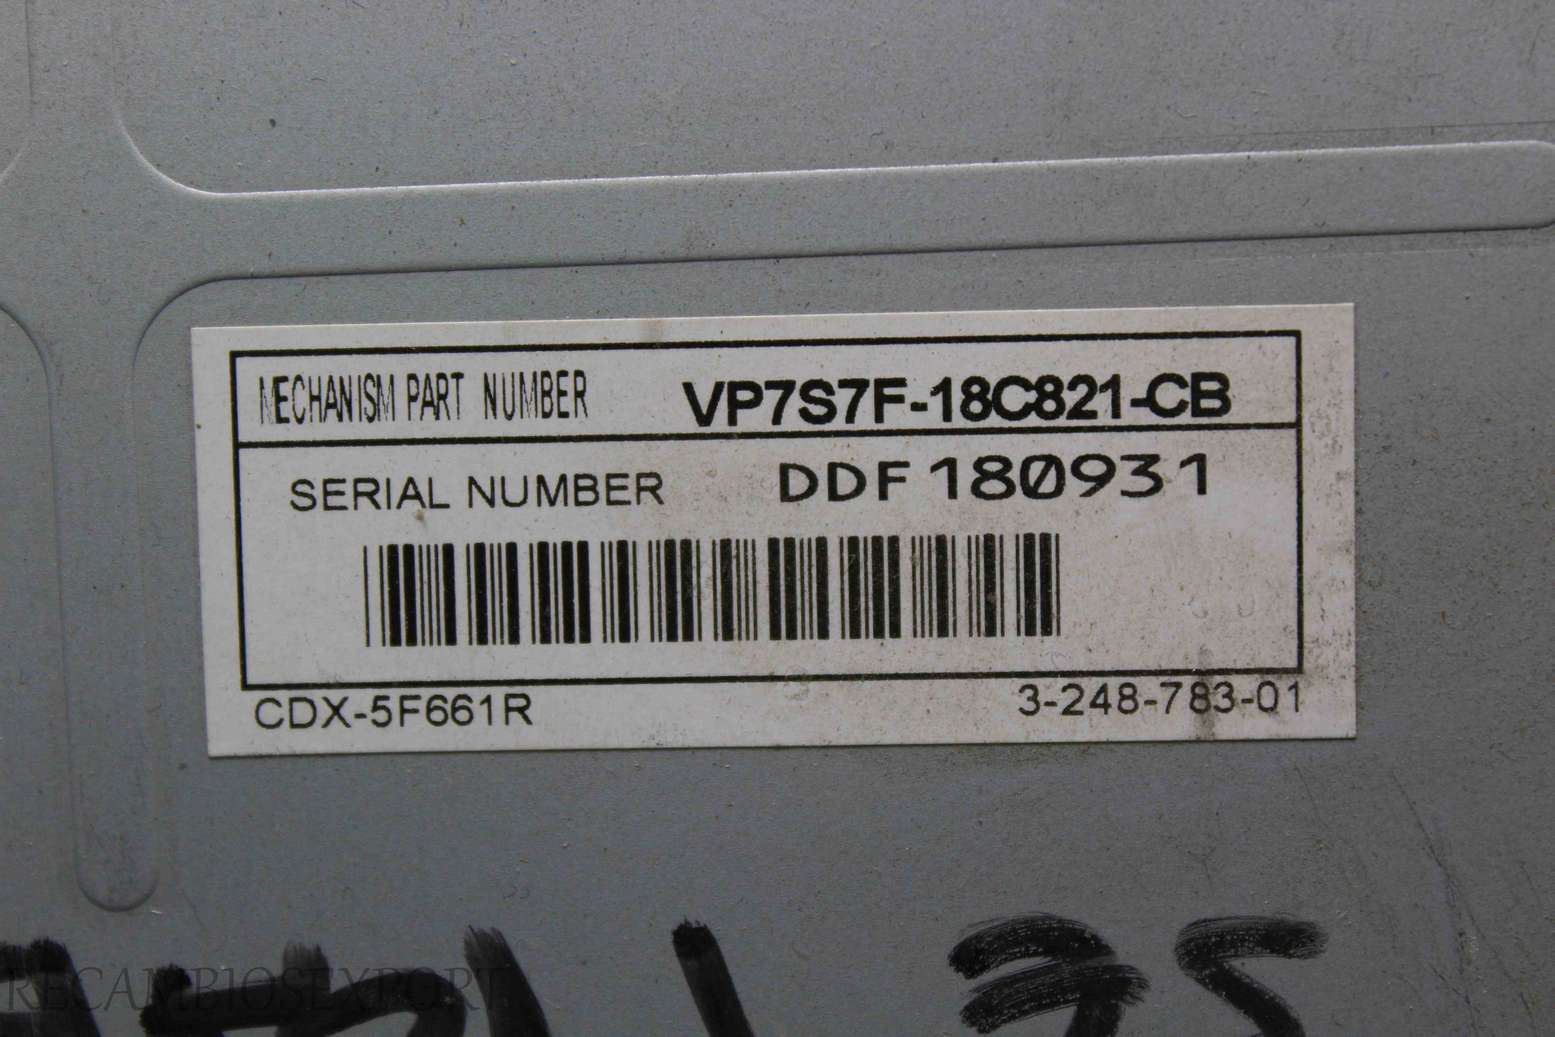 MECHANISM PART NUMBER VP7S7F-18C821-CB
SERIAL NUMBER DDF180931
CDX-5F661R 3-248-783-01
RECAMBIOSEXPORT